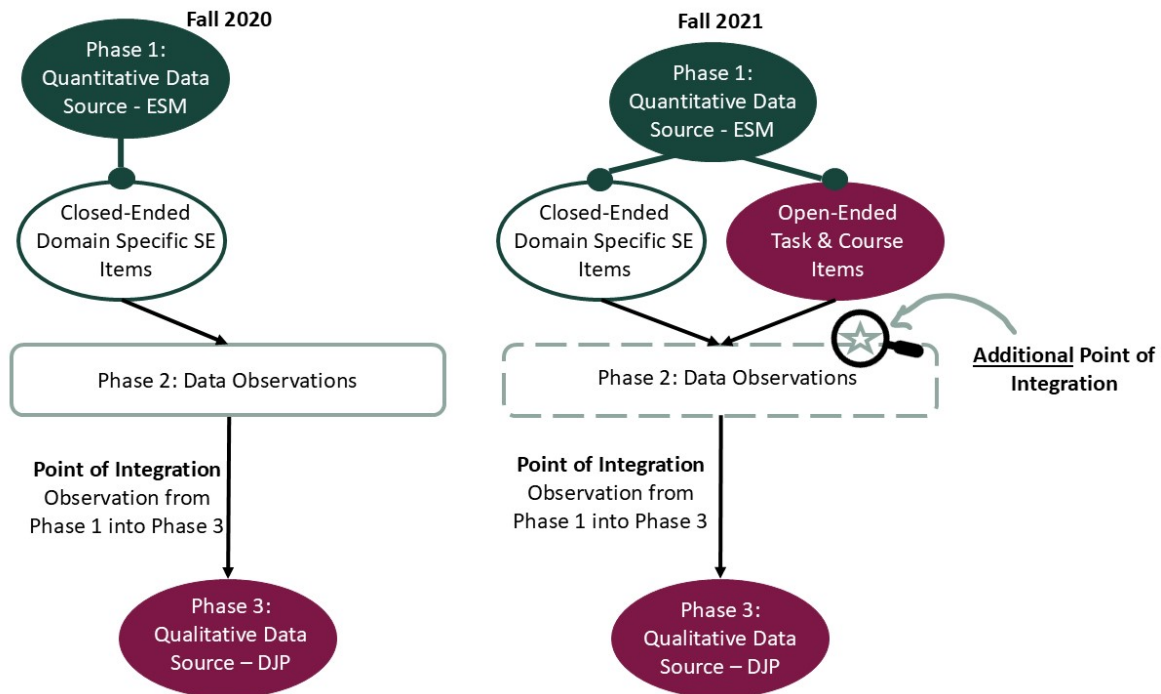 Fall 2020
Phase 1:
Quantitative Data
Source - ESM
Closed-Ended
Domain Specific SE
Items
Phase 2: Data Observations
Point of Integration
Observation from
Phase 1 into Phase 3
Phase 3:
Qualitative Data
Source – DJP
Fall 2021
Phase 1:
Quantitative Data
Source - ESM
Closed-Ended
Domain Specific SE
Items
Open-Ended
Task & Course
Items
Phase 2: Data Observations
Additional Point of
Integration
Point of Integration
Observation from
Phase 1 into Phase 3
Phase 3:
Qualitative Data
Source – DJP